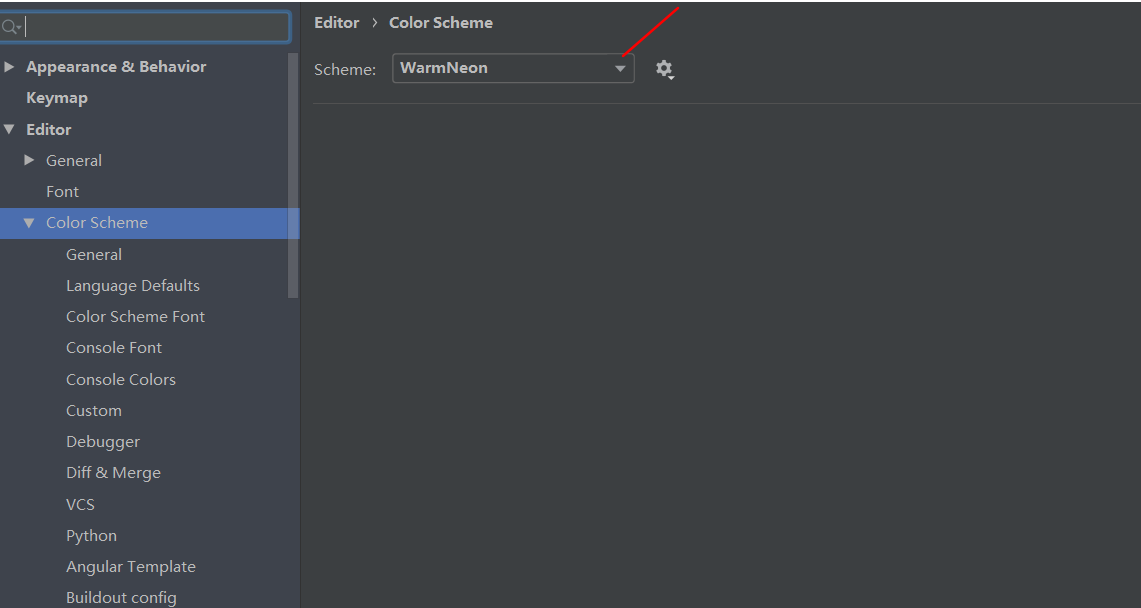 Editor › Color Scheme
Scheme: WarmNeon
Appearance & Behavior
Keymap
Editor
General
Font
Color Scheme
General
Language Defaults
Color Scheme Font
Console Font
Console Colors
Custom
Debugger
Diff & Merge
VCS
Python
Angular Template
Buildout config